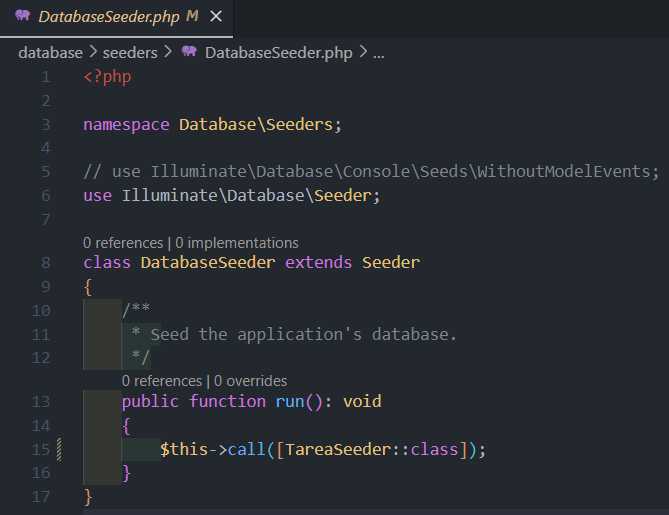 DatabaseSeeder.php M ×
database > seeders > DatabaseSeeder.php > ...
1 <?php
2
3 namespace Database\Seeders;
4
5 // use Illuminate\Database\Console\Seeds\WithoutModelEvents;
6 use Illuminate\Database\Seeder;
7
0 references | 0 implementations
8 class DatabaseSeeder extends Seeder
9 {
10     /**
11      * Seed the application's database.
12      */
0 references | 0 overrides
13     public function run(): void
14     {
15         $this->call([TareaSeeder::class]);
16     }
17 }